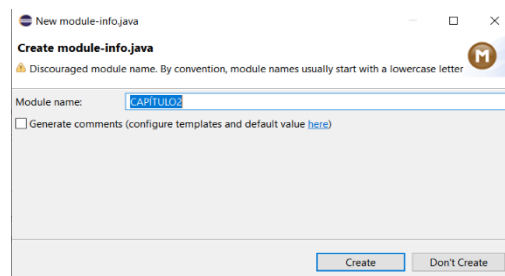 New module-info.java
Create module-info.java
Discouraged module name. By convention, module names usually start with a lowercase letter
M
Module name: CAPÍTULO2
Generate comments (configure templates and default value here)
Create Don't Create